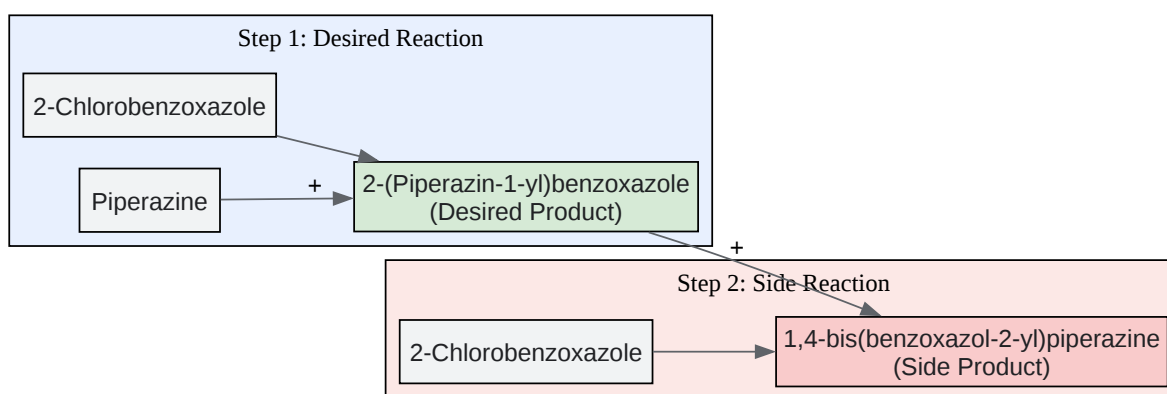 Step 1: Desired Reaction
2-Chlorobenzoxazole
Piperazine
+
2-(Piperazin-1-yl)benzoxazole
(Desired Product)
+
Step 2: Side Reaction
2-Chlorobenzoxazole
1,4-bis(benzoxazol-2-yl)piperazine
(Side Product)